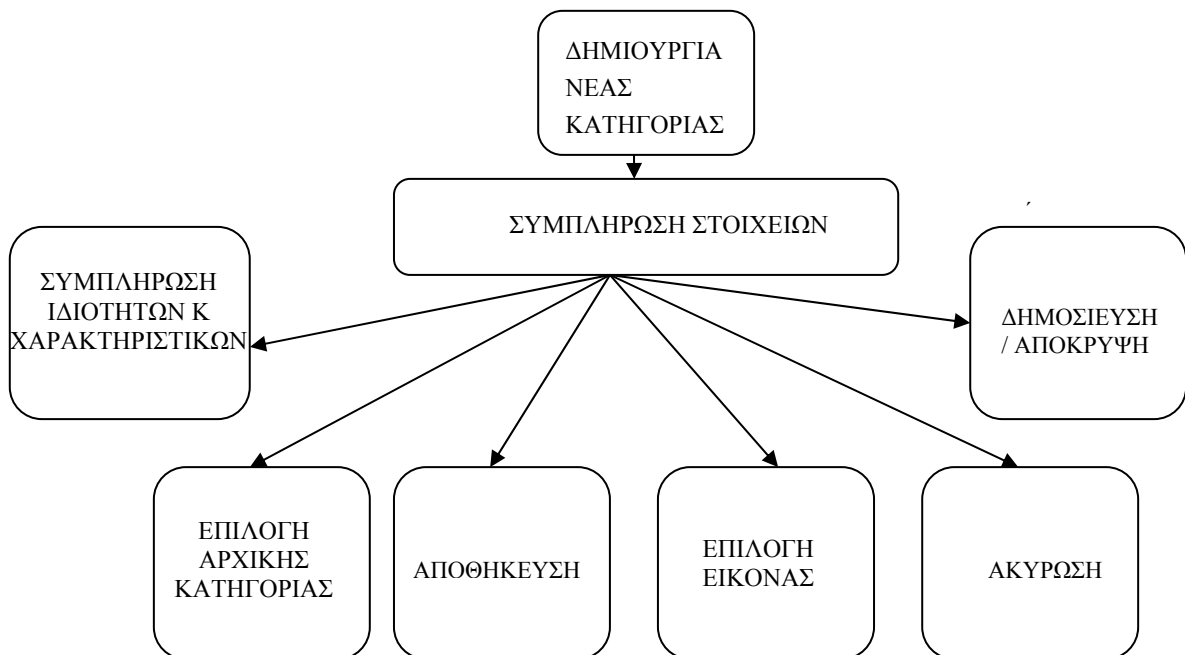 ΔΗΜΙΟΥΡΓΙΑ
ΝΕΑΣ
ΚΑΤΗΓΟΡΙΑΣ
ΣΥΜΠΛΗΡΩΣΗ ΣΤΟΙΧΕΙΩΝ
ΣΥΜΠΛΗΡΩΣΗ
ΙΔΙΟΤΗΤΩΝ Κ
ΧΑΡΑΚΤΗΡΙΣΤΙΚΩΝ
΄
ΔΗΜΟΣΙΕΥΣΗ
/ ΑΠΟΚΡΥΨΗ
ΕΠΙΛΟΓΗ
ΑΡΧΙΚΗΣ
ΚΑΤΗΓΟΡΙΑΣ
ΑΠΟΘΗΚΕΥΣΗ
ΕΠΙΛΟΓΗ
ΕΙΚΟΝΑΣ
ΑΚΥΡΩΣΗ